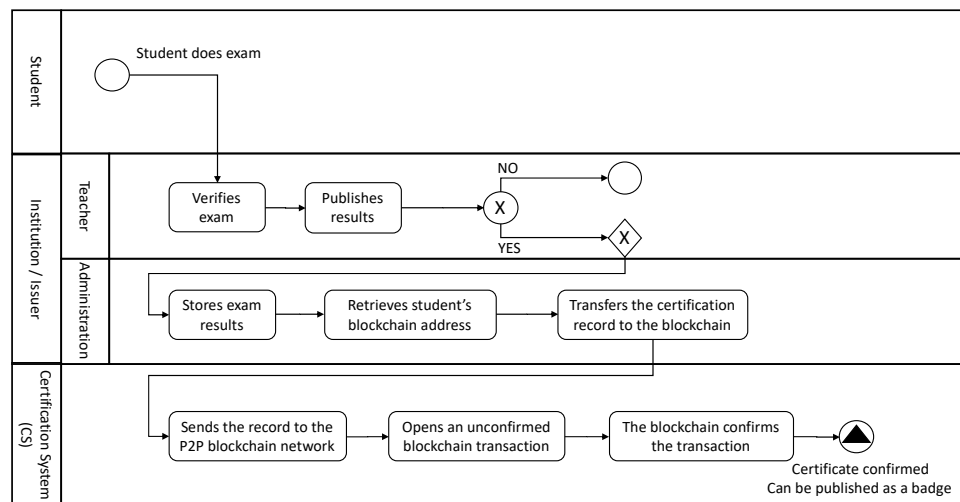 Student
Student does exam
Institution / Issuer
Teacher
Verifies
exam
Publishes
results
X
NO
YES
X
Administration
Stores exam
results
Retrieves student's
blockchain address
Transfers the certification
record to the blockchain
Certification System
(CS)
Sends the record to the
P2P blockchain network
Opens an unconfirmed
blockchain transaction
The blockchain confirms
the transaction
Certificate confirmed
Can be published as a badge